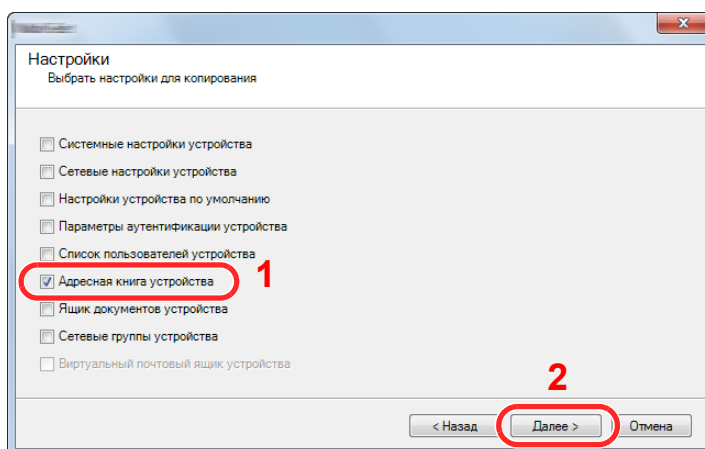 Настройки
Выбрать настройки для копирования
Системные настройки устройства
Сетевые настройки устройства
Настройки устройства по умолчанию
Параметры аутентификации устройства
Список пользователей устройства
Адресная книга устройства
1
Ящик документов устройства
Сетевые группы устройства
Виртуальный почтовый ящик устройства
2
< Назад Далее > Отмена